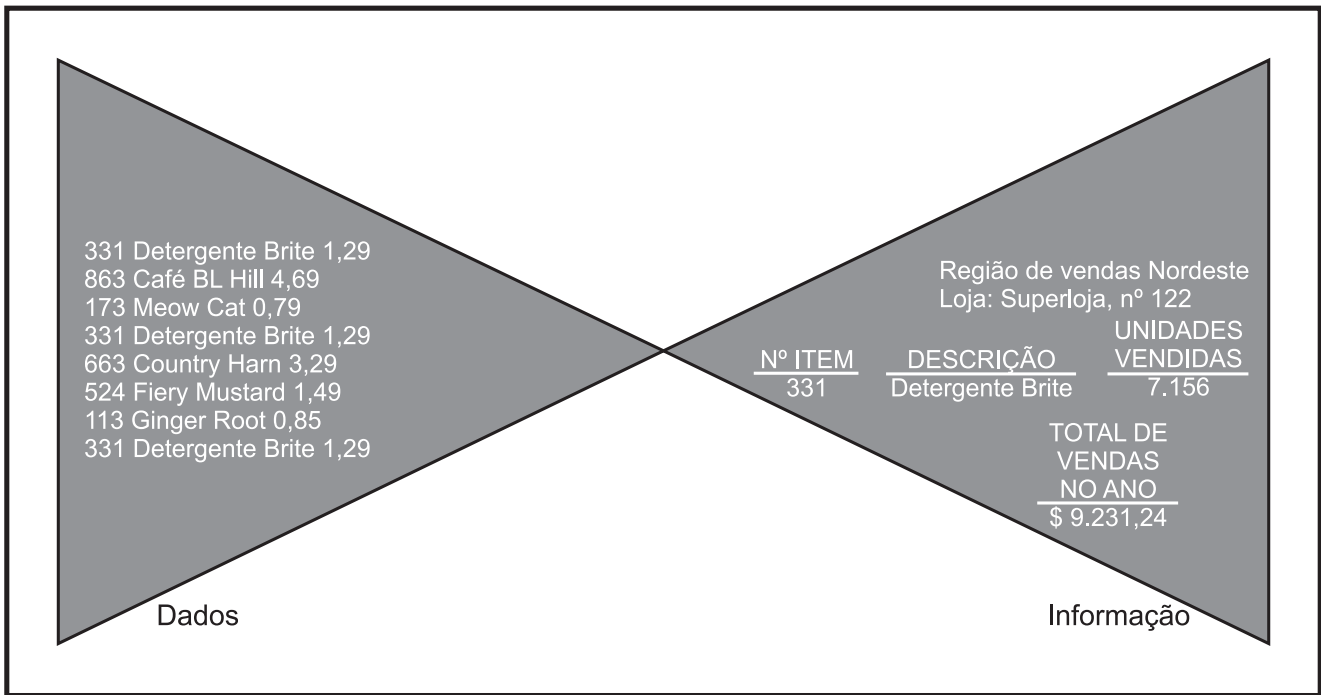 331 Detergente Brite 1,29
863 Café BL Hill 4,69
173 Meow Cat 0,79
331 Detergente Brite 1,29
663 Country Harn 3,29
524 Fiery Mustard 1,49
113 Ginger Root 0,85
331 Detergente Brite 1,29
Dados
Região de vendas Nordeste
Loja: Superloja, nº 122
UNIDADES
Nº ITEM DESCRIÇÃO VENDIDAS
331 Detergente Brite 7.156
TOTAL DE
VENDAS
NO ANO
$ 9.231,24
Informação